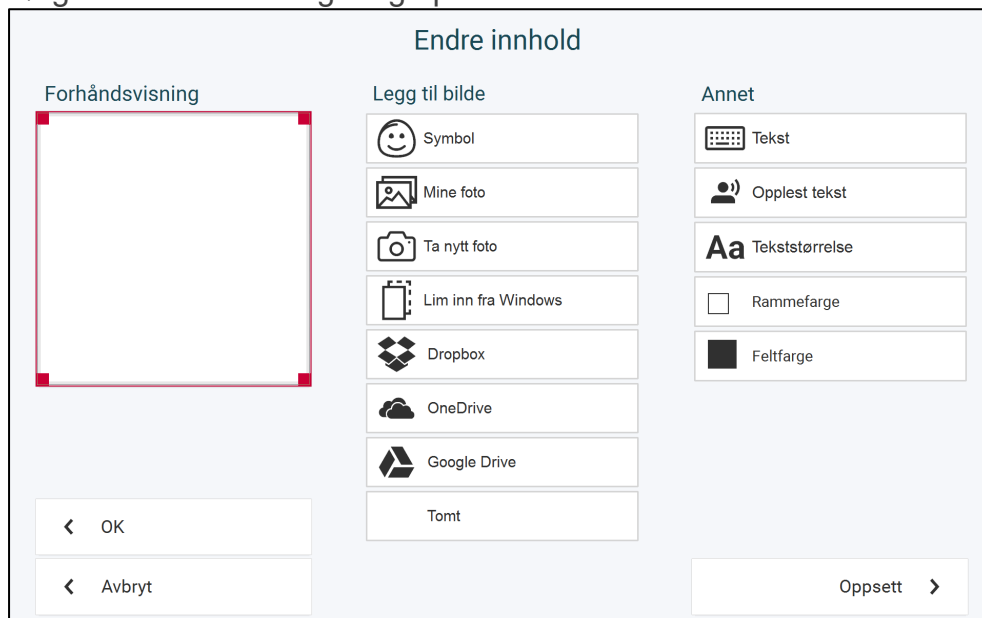 Endre innhold
Forhåndsvisning
Legg til bilde
Symbol
Mine foto
Ta nytt foto
Lim inn fra Windows
Dropbox
OneDrive
Google Drive
Tomt
Annet
Tekst
Opplest tekst
Aa Tekststørrelse
Rammefarge
Feltfarge
OK
Avbryt
Oppsett